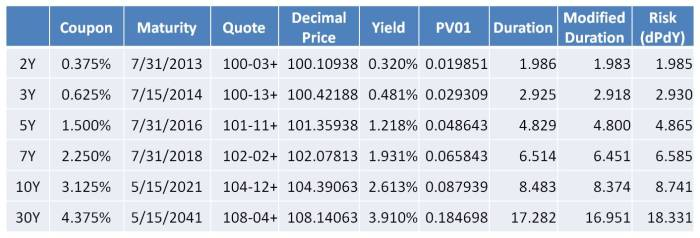 Coupon Maturity Quote Decimal Price Yield PV01 Duration Modified Duration Risk (dPdY)
2Y 0.375% 7/31/2013 100-03+ 100.10938 0.320% 0.019851 1.986 1.983 1.985
3Y 0.625% 7/15/2014 100-13+ 100.42188 0.481% 0.029309 2.925 2.918 2.930
5Y 1.500% 7/31/2016 101-11+ 101.35938 1.218% 0.048643 4.829 4.800 4.865
7Y 2.250% 7/31/2018 102-02+ 102.07813 1.931% 0.065843 6.514 6.451 6.585
10Y 3.125% 5/15/2021 104-12+ 104.39063 2.613% 0.087939 8.483 8.374 8.741
30Y 4.375% 5/15/2041 108-04+ 108.14063 3.910% 0.184698 17.282 16.951 18.331